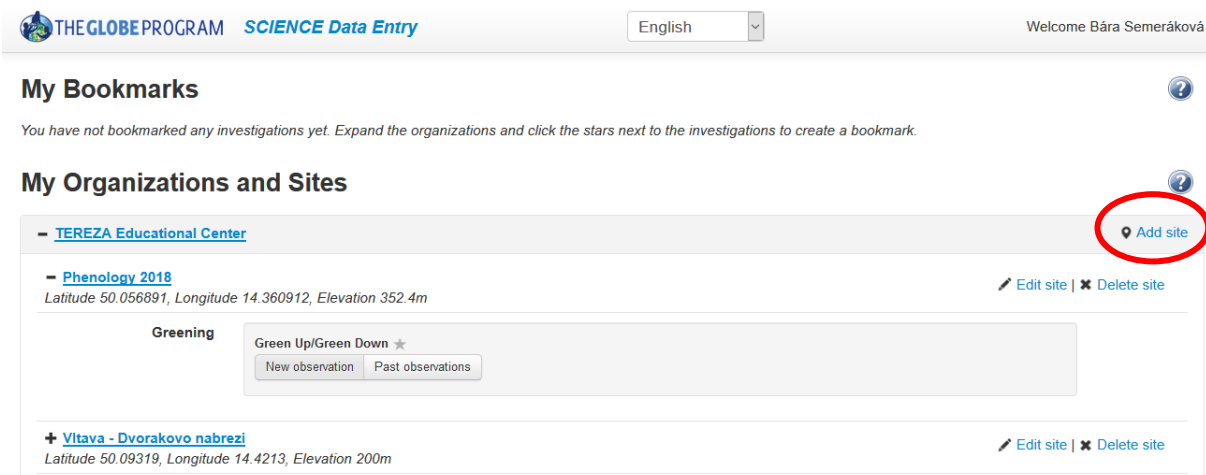 THE GLOBE PROGRAM SCIENCE Data Entry English Welcome Bára Semeráková
My Bookmarks ?
You have not bookmarked any investigations yet. Expand the organizations and click the stars next to the investigations to create a bookmark.
My Organizations and Sites ?
TEREZA Educational Center Add site
Phenology 2018 Edit site | Delete site
Latitude 50.056891, Longitude 14.360912, Elevation 352.4m
Greening
Green Up/Green Down
New observation Past observations
Vltava - Dvorakovo nabrezi Edit site | Delete site
Latitude 50.09319, Longitude 14.4213, Elevation 200m